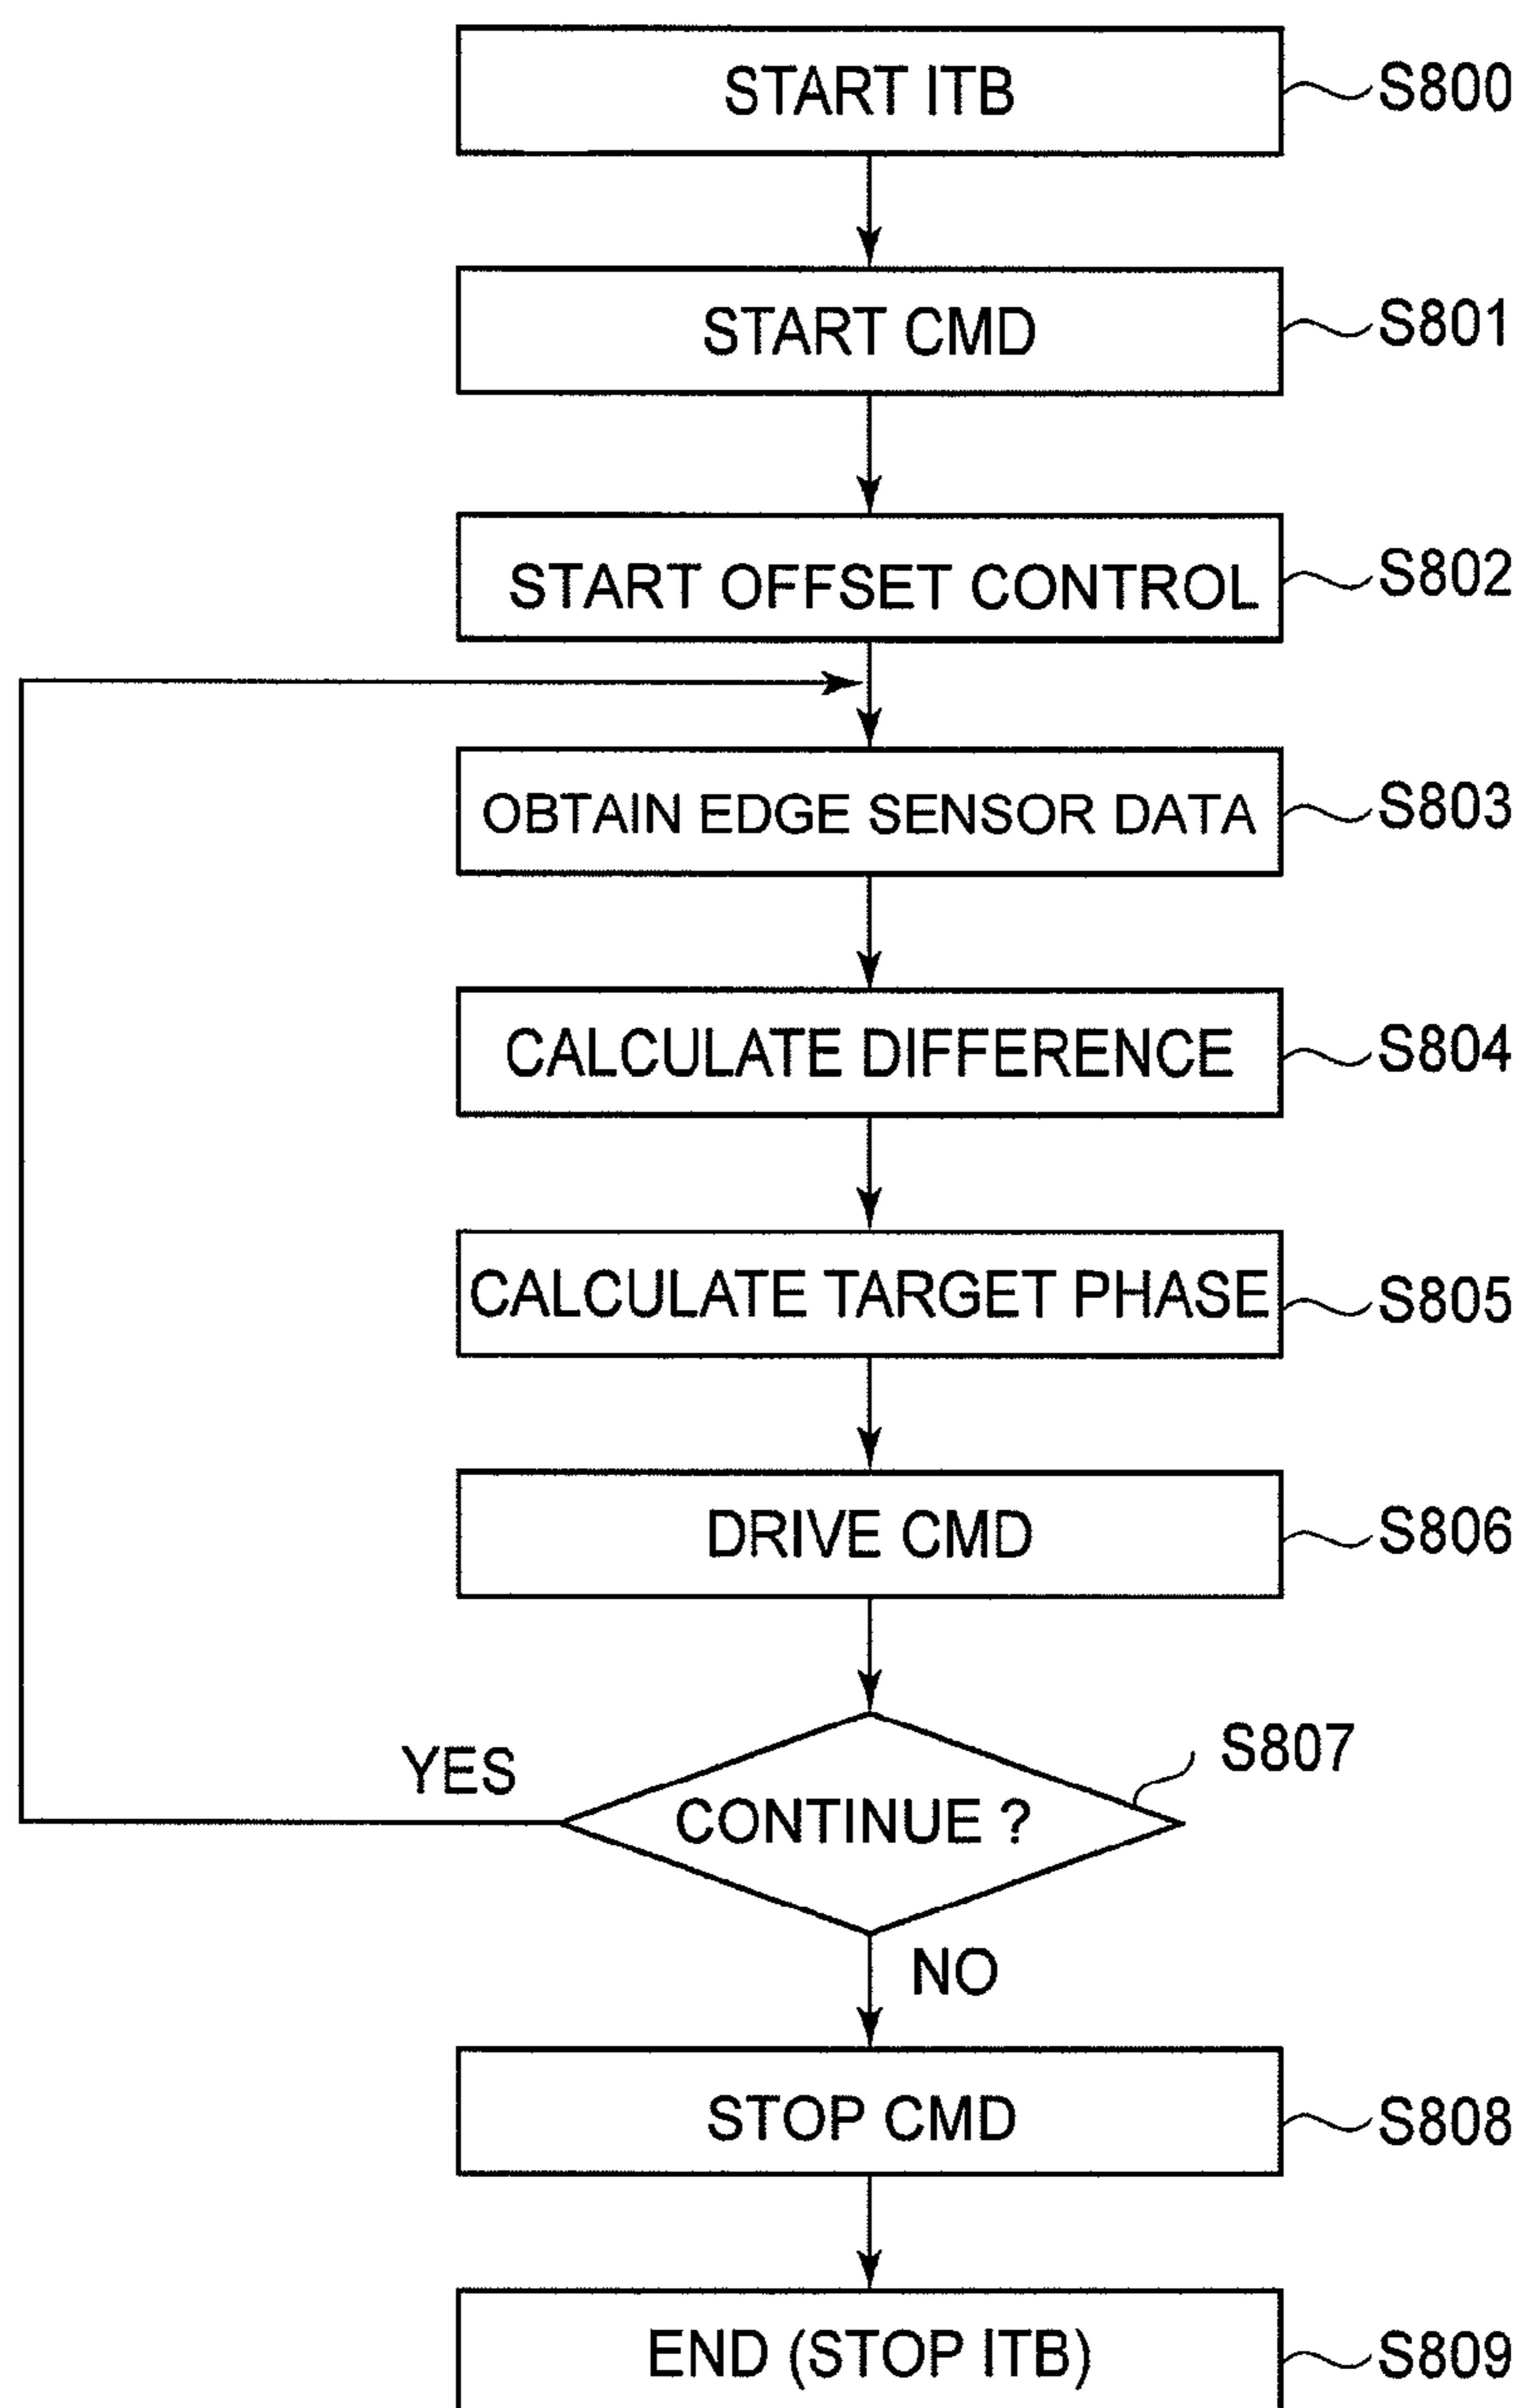 START ITB
S800
START CMD
S801
START OFFSET CONTROL
S802
OBTAIN EDGE SENSOR DATA
S803
CALCULATE DIFFERENCE
S804
CALCULATE TARGET PHASE
S805
DRIVE CMD
S806
YES
CONTINUE ?
S807
NO
STOP CMD
S808
END (STOP ITB)
S809